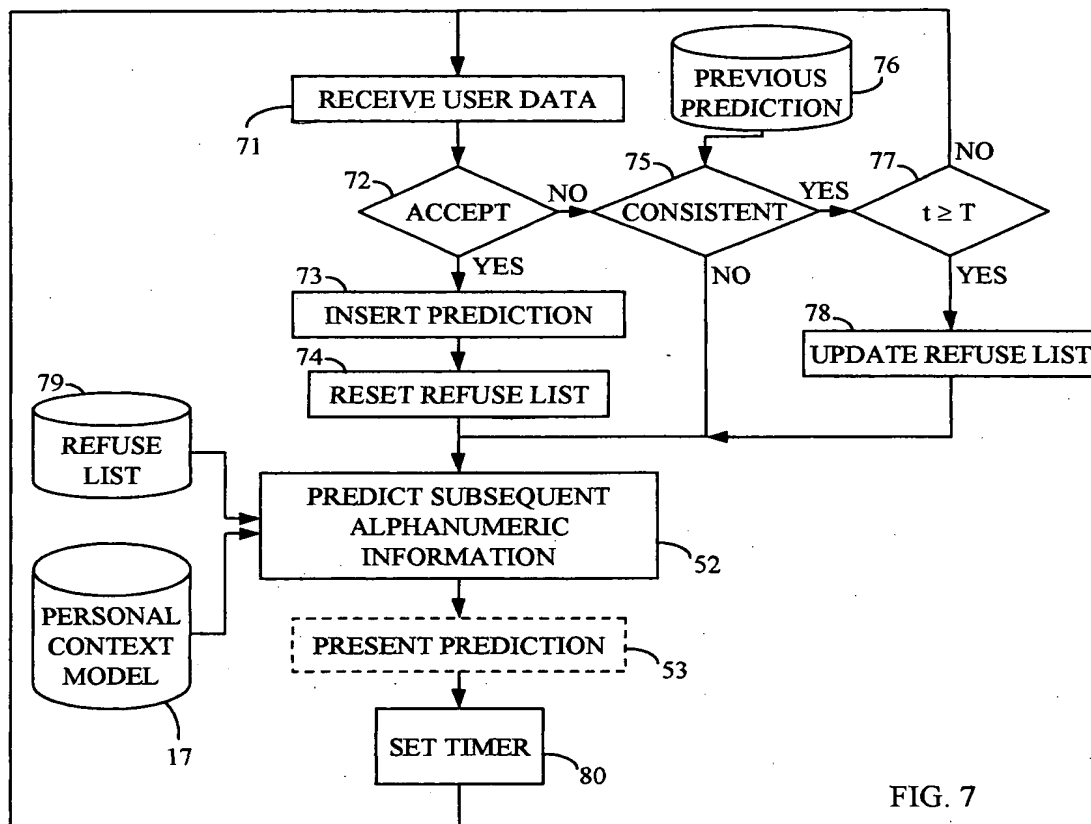 PREVIOUS
PREDICTION
76
RECEIVE USER DATA
71
72
ACCEPT
NO
75
CONSISTENT
YES
77
t ≥ T
NO
YES
NO
YES
73
INSERT PREDICTION
74
RESET REFUSE LIST
78
UPDATE REFUSE LIST
79
REFUSE
LIST
PREDICT SUBSEQUENT
ALPHANUMERIC
INFORMATION
52
PERSONAL
CONTEXT
MODEL
17
PRESENT PREDICTION
53
SET TIMER
80
FIG. 7